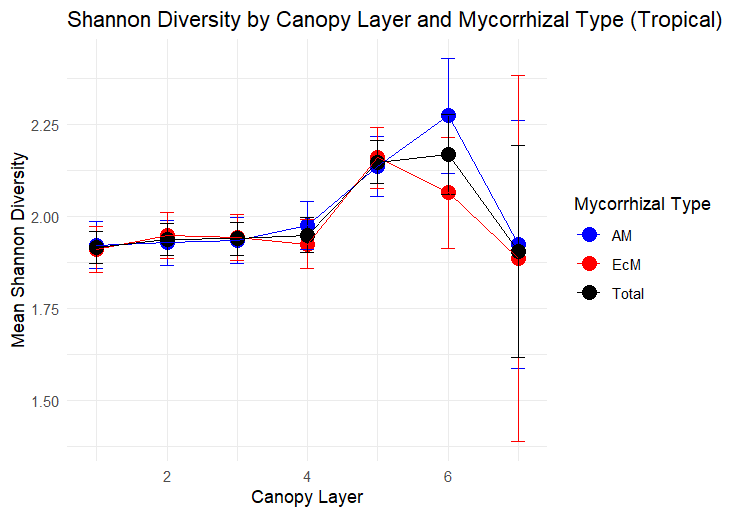 Shannon Diversity by Canopy Layer and Mycorrhizal Type (Tropical)
Mean Shannon Diversity
2.25
2.00
1.75
1.50
2
4
6
Canopy Layer
Mycorrhizal Type
AM
EcM
Total